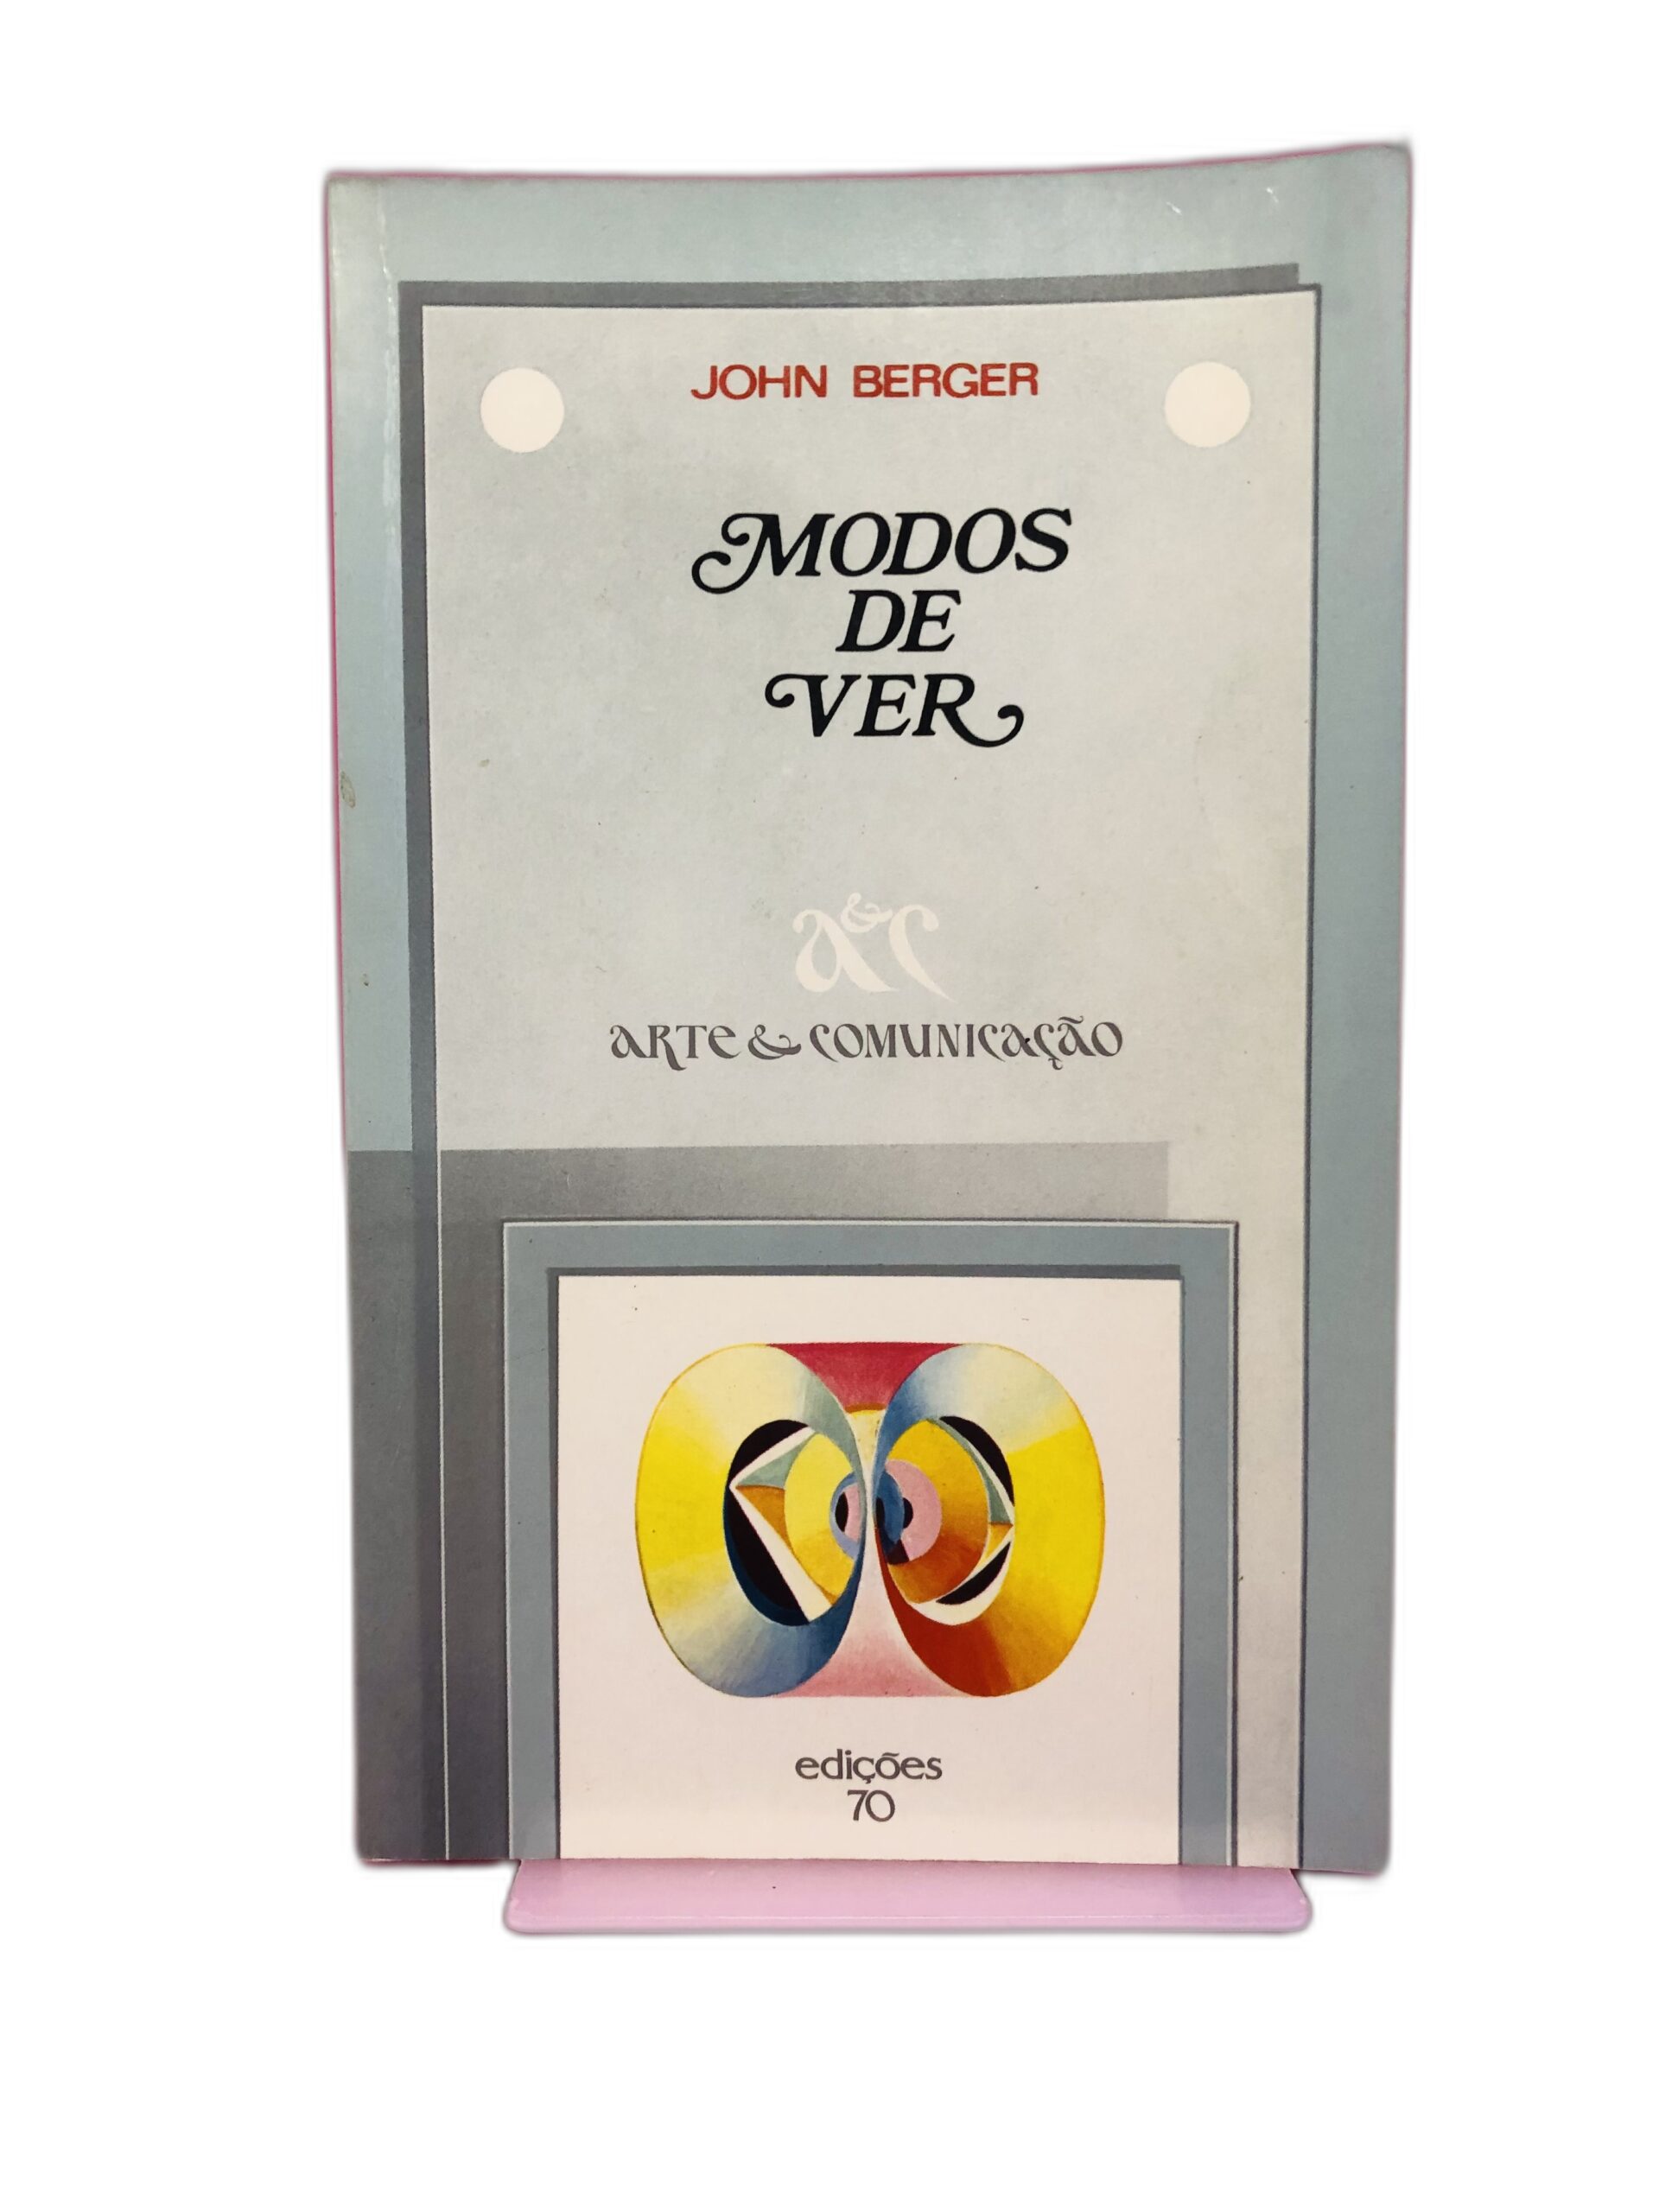 JOHN BERGER
MODOS
DE
VER
a&c
ARTE & COMUNICAÇÃO
edições
70